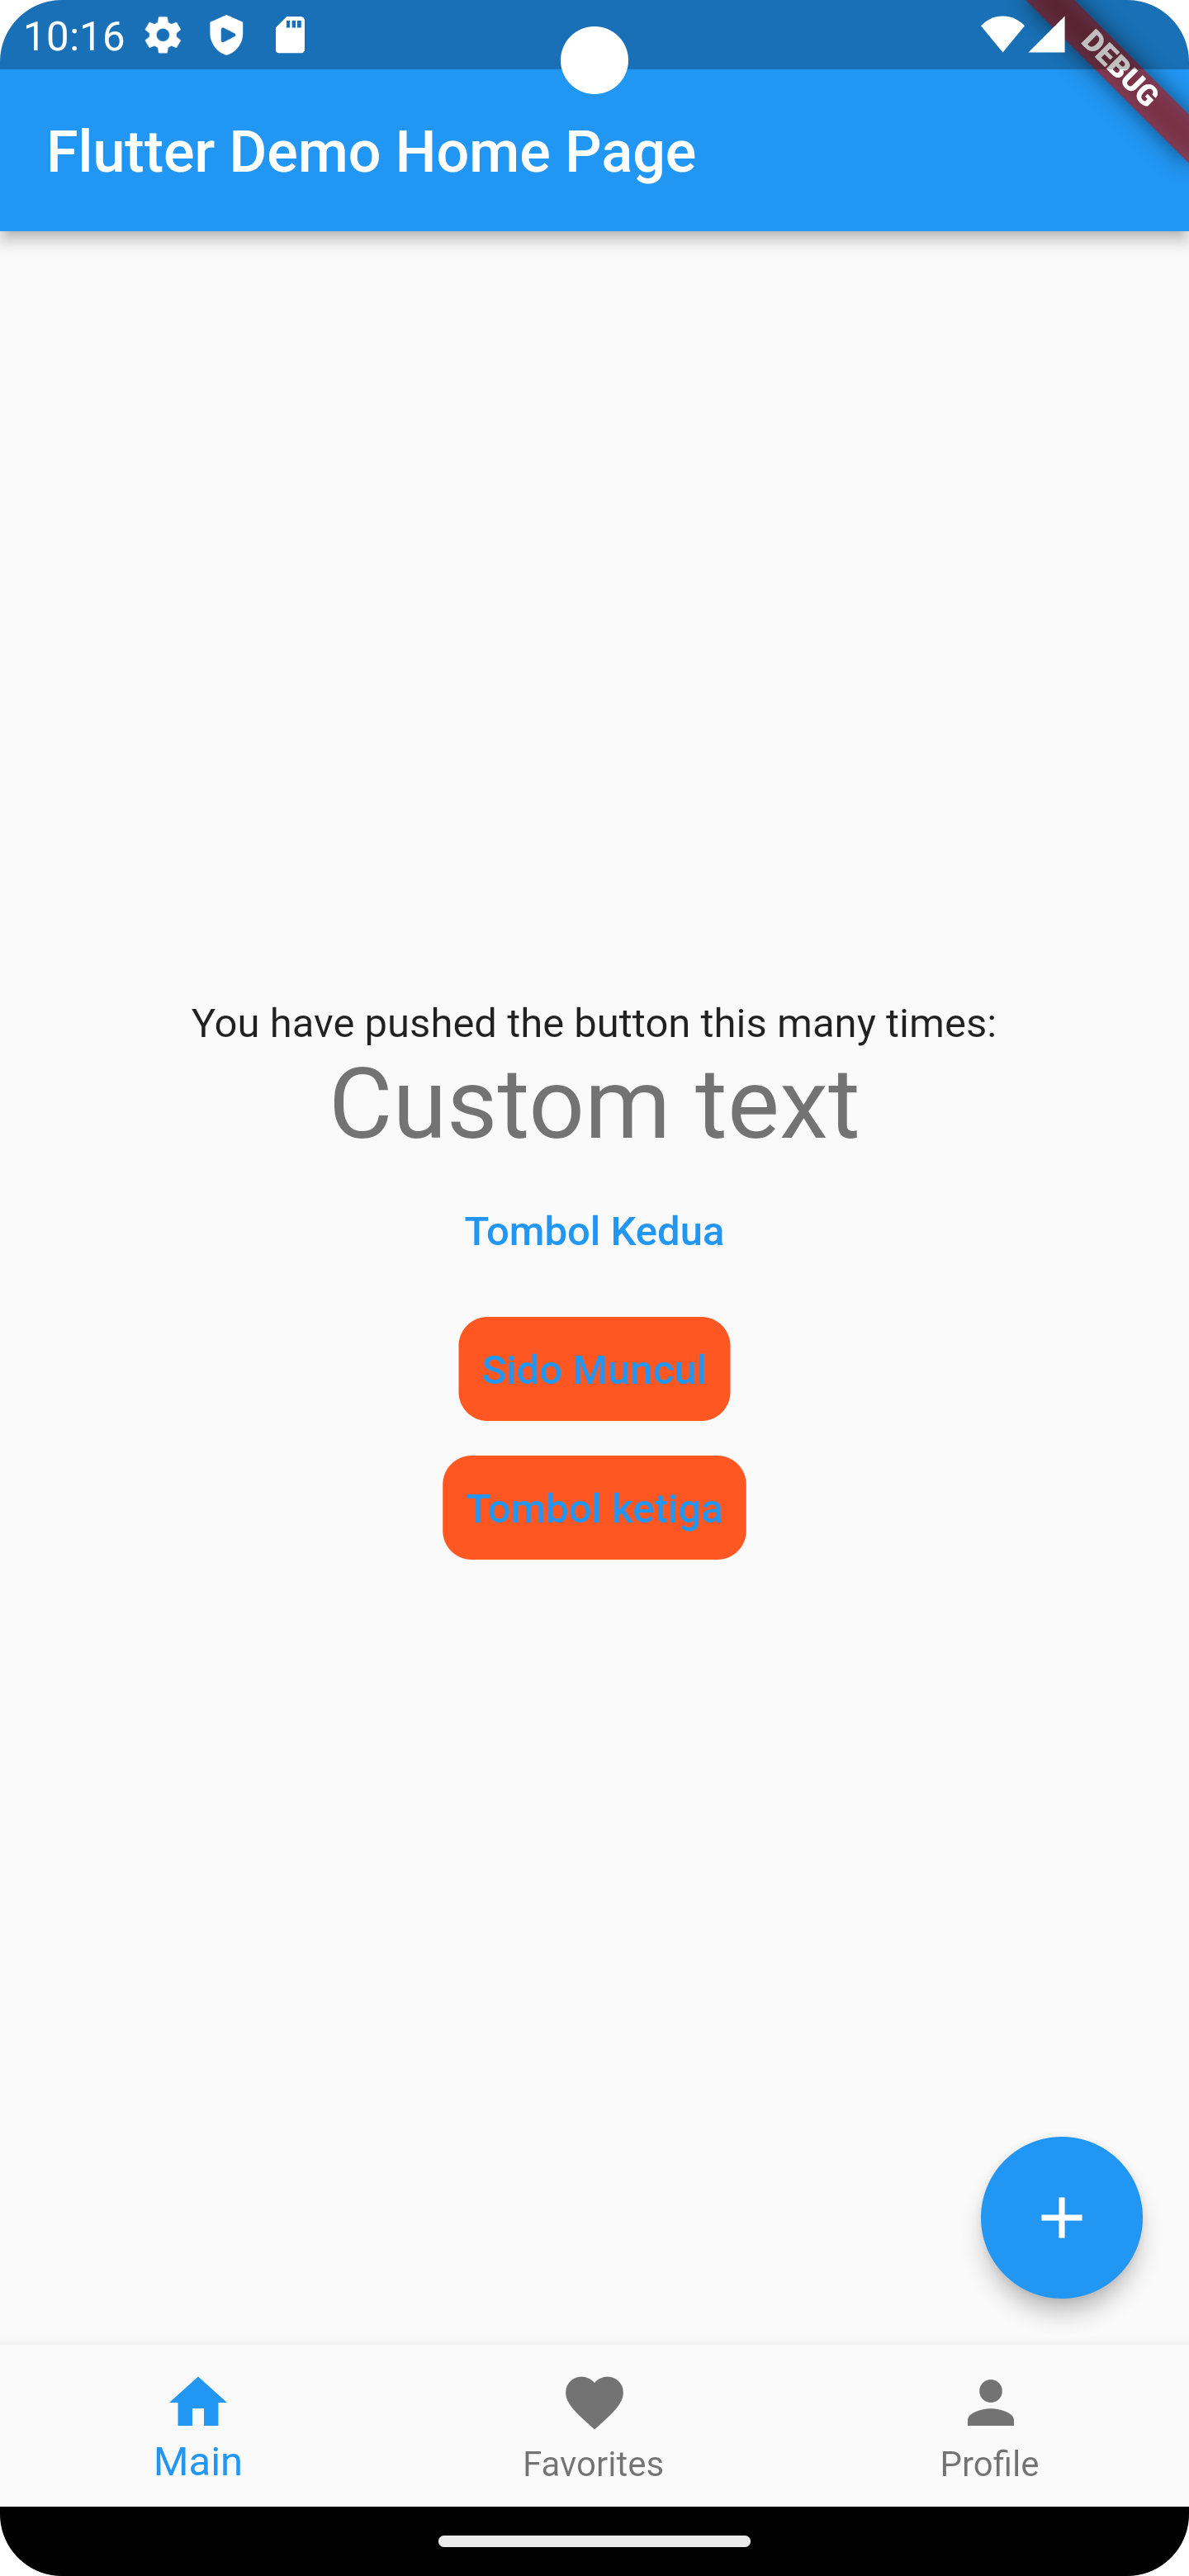 10:16
DEBUG
Flutter Demo Home Page
You have pushed the button this many times:
Custom text
Tombol Kedua
Sido Muncul
Tombol ketiga
Main
Favorites
Profile